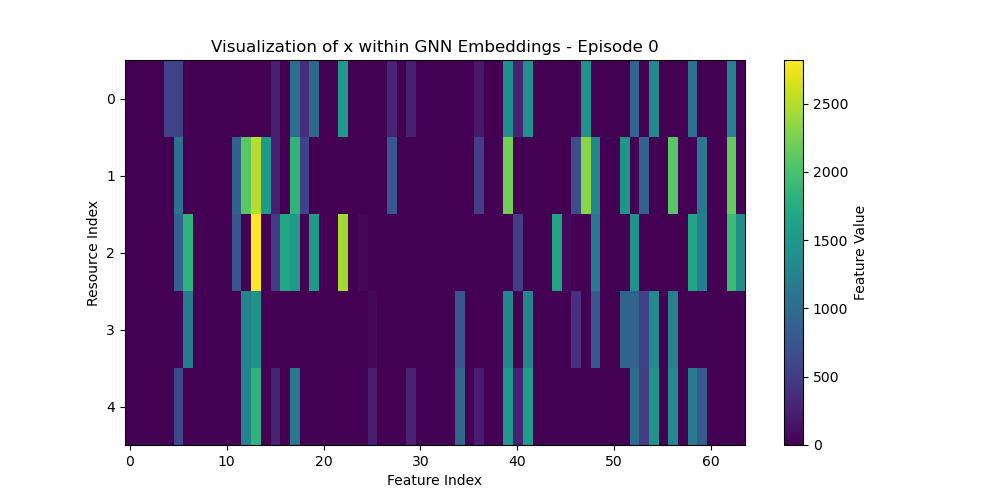 Visualization of x within GNN Embeddings - Episode 0
Resource Index
0
1
2
3
4
0 10 20 30 40 50 60
Feature Index
2500
2000
1500
1000
500
0
Feature Value